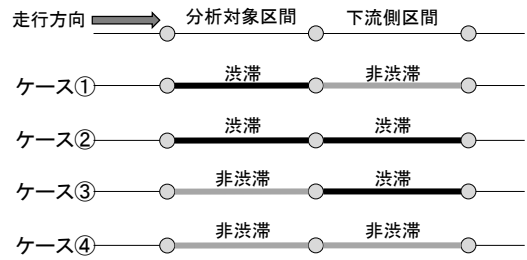 走行方向 分析対象区間 下流側区間
ケース① 渋滞 非渋滞
ケース② 渋滞 渋滞
ケース③ 非渋滞 渋滞
ケース④ 非渋滞 非渋滞